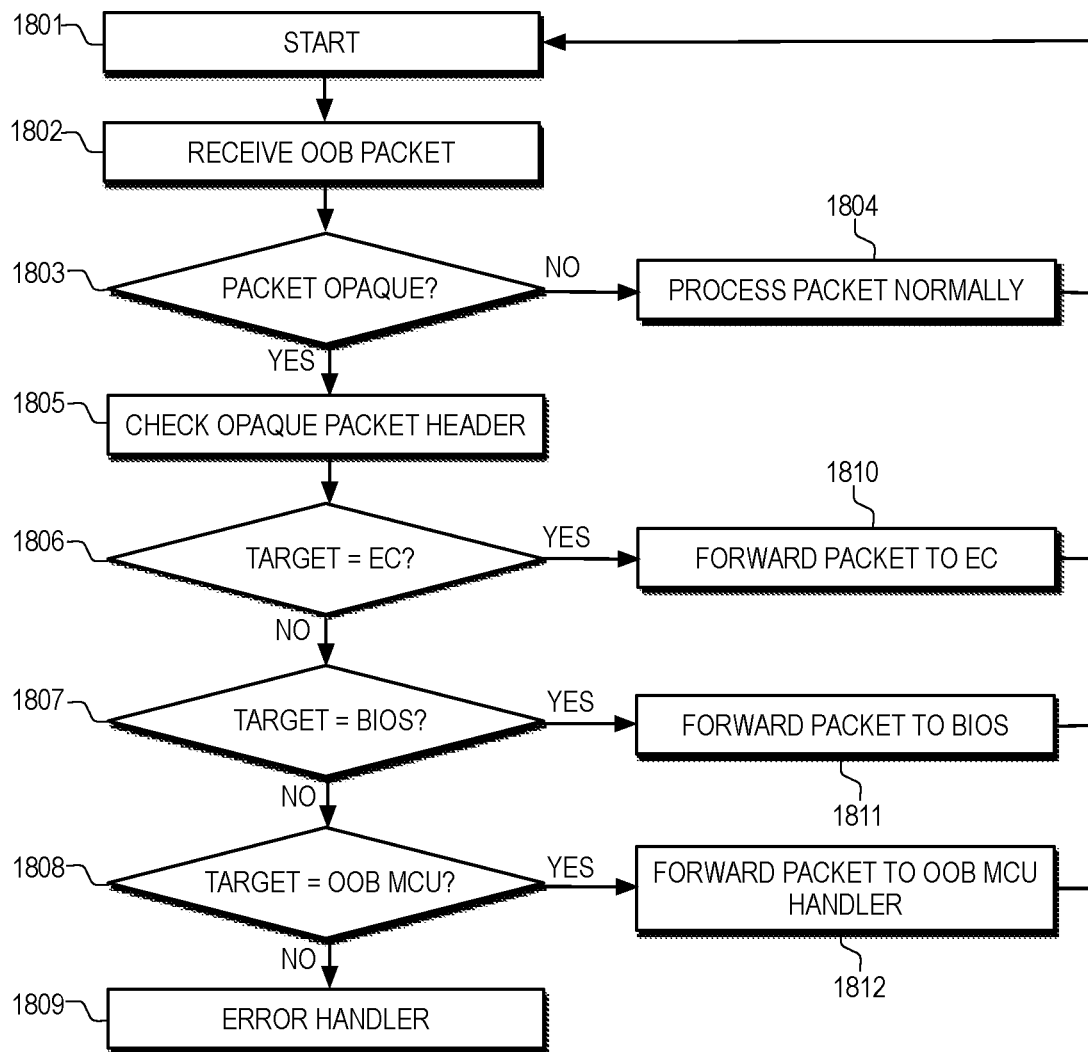 1801
START
1802
RECEIVE OOB PACKET
1803
PACKET OPAQUE?
NO
1804
PROCESS PACKET NORMALLY
YES
1805
CHECK OPAQUE PACKET HEADER
1806
TARGET = EC?
YES
1810
FORWARD PACKET TO EC
NO
1807
TARGET = BIOS?
YES
FORWARD PACKET TO BIOS
1811
NO
1808
TARGET = OOB MCU?
YES
FORWARD PACKET TO OOB MCU
HANDLER
1812
NO
1809
ERROR HANDLER